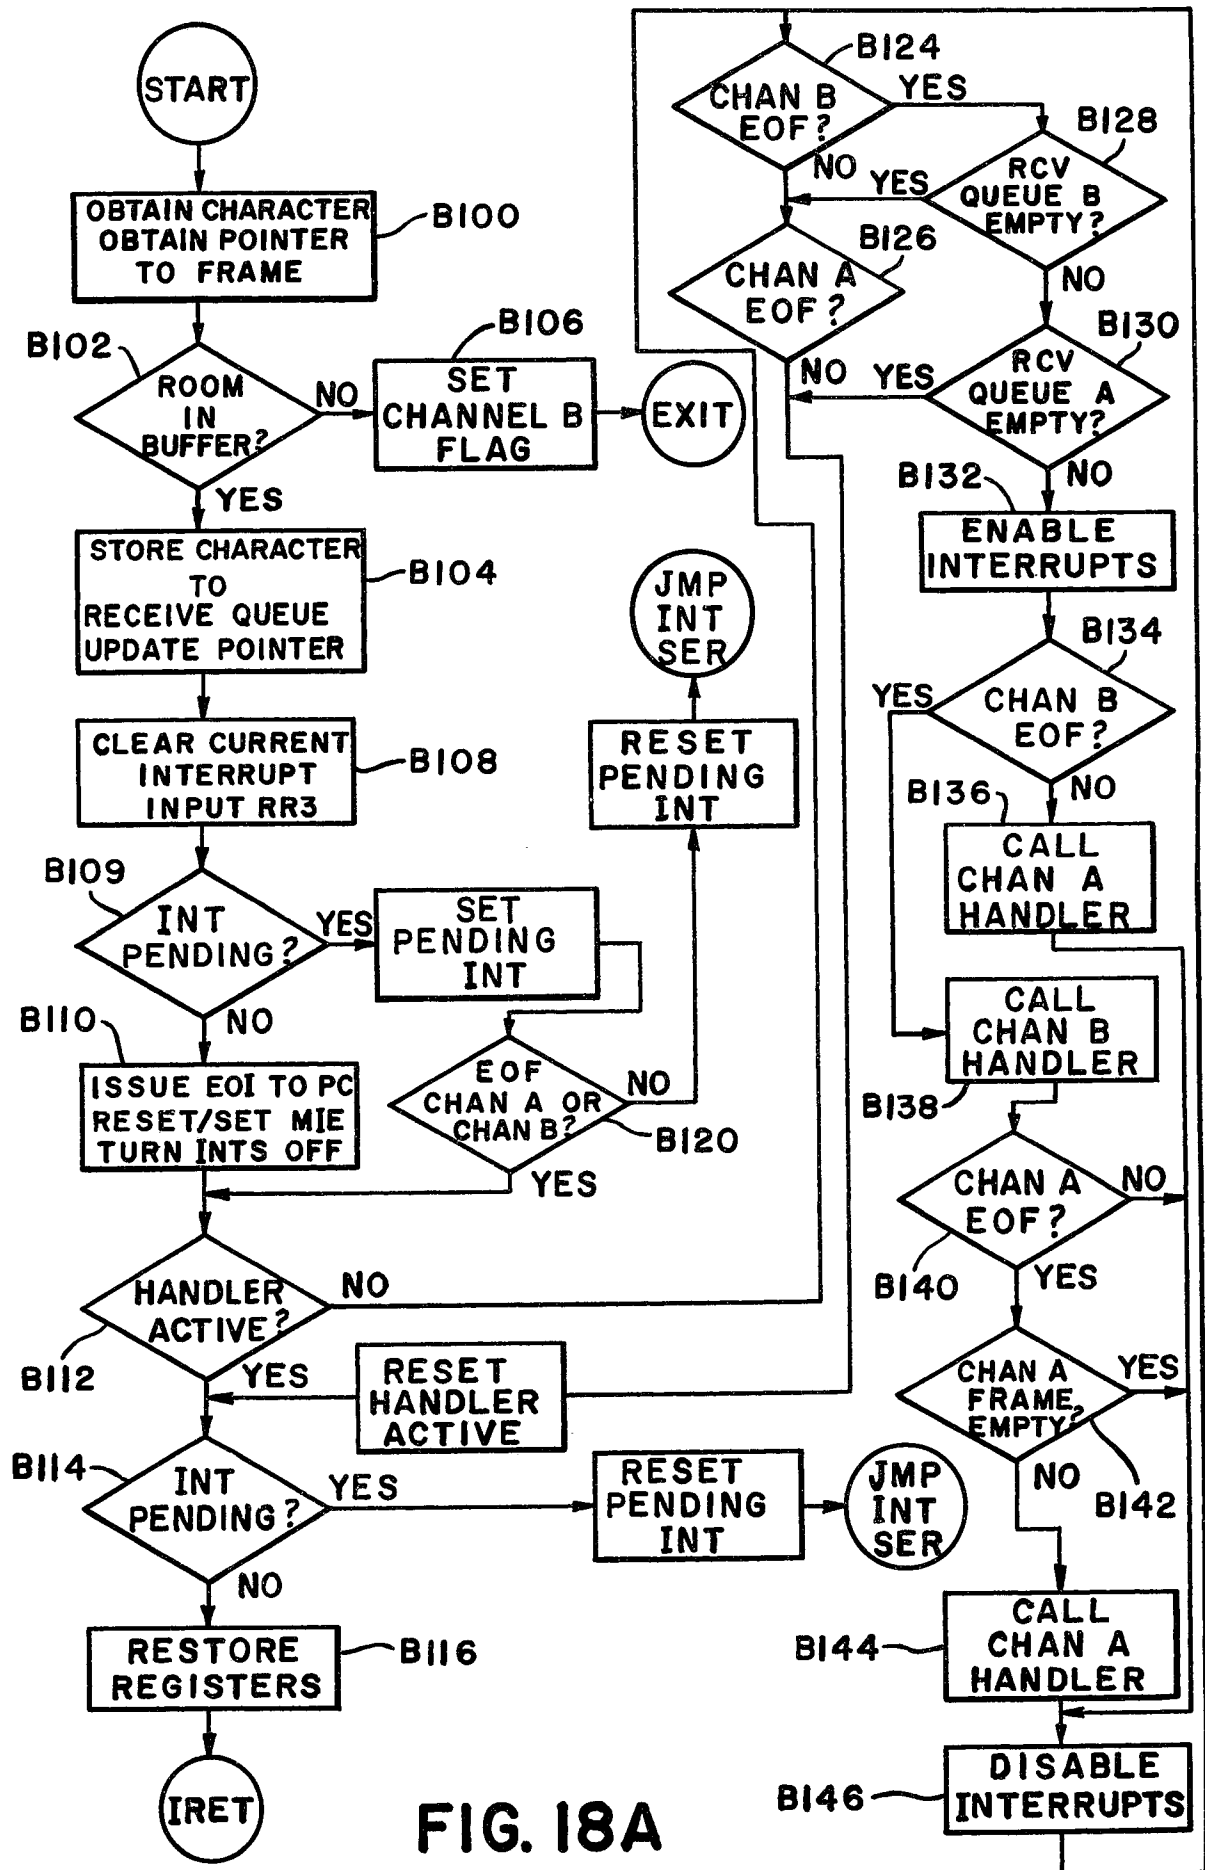 START
OBTAIN CHARACTER
OBTAIN POINTER
TO FRAME
B100
B102
ROOM
IN
BUFFER?
NO
YES
B106
SET
CHANNEL B
FLAG
EXIT
STORE CHARACTER
TO
RECEIVE QUEUE
UPDATE POINTER
B104
CLEAR CURRENT
INTERRUPT
INPUT RR3
B108
B109
INT
PENDING?
YES
NO
SET
PENDING
INT
JMP
INT
SER
RESET
PENDING
INT
EOF
CHAN A OR
CHAN B?
NO
B120
YES
B110
ISSUE EOI TO PC
RESET/SET MIE
TURN INTS OFF
HANDLER
ACTIVE?
NO
B112
YES
RESET
HANDLER
ACTIVE
B114
INT
PENDING?
YES
NO
RESET
PENDING
INT
JMP
INT
SER
RESTORE
REGISTERS
B116
IRET
B124
CHAN B
EOF?
YES
NO
B128
RCV
QUEUE B
EMPTY?
YES
NO
B126
CHAN A
EOF?
NO
B130
RCV
QUEUE A
EMPTY?
YES
NO
B132
ENABLE
INTERRUPTS
B134
CHAN B
EOF?
YES
NO
B136
CALL
CHAN A
HANDLER
CALL
CHAN B
HANDLER
B138
CHAN A
EOF?
NO
B140
YES
CHAN A
FRAME
EMPTY?
YES
NO
B142
CALL
CHAN A
HANDLER
B144
DISABLE
INTERRUPTS
B146
FIG. 18A